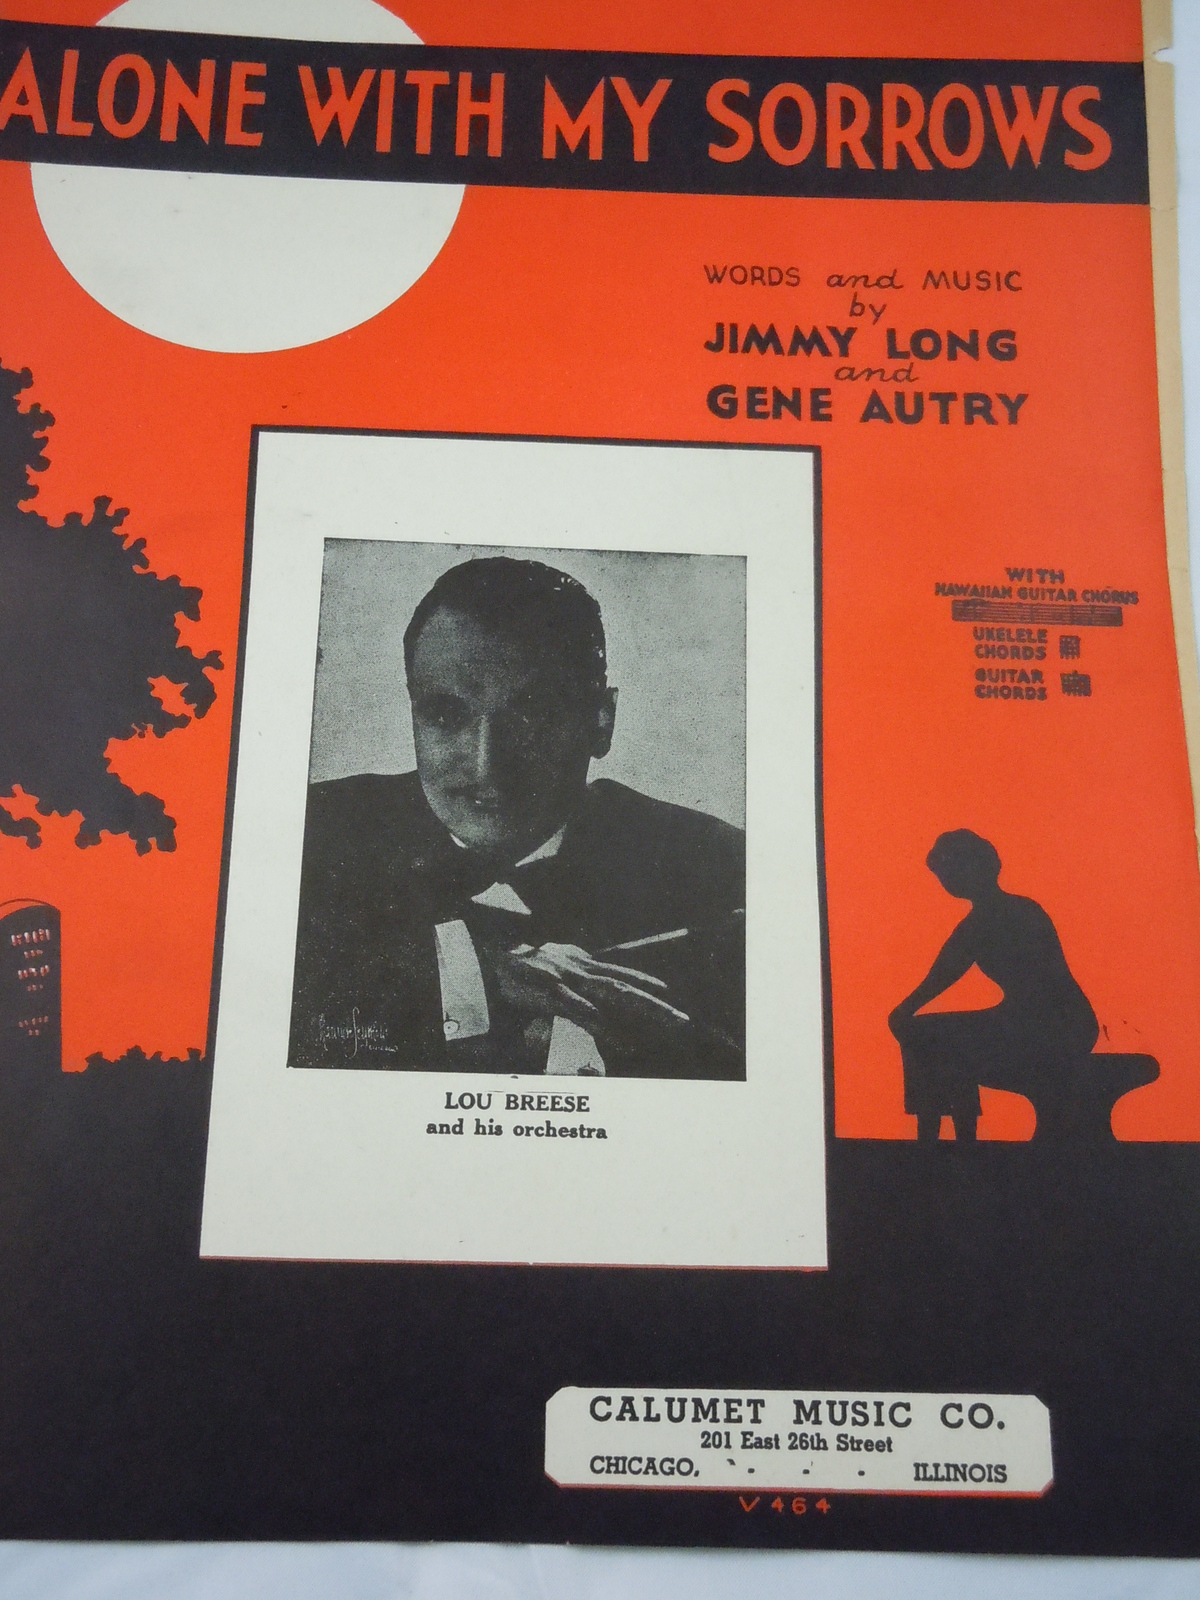 ALONE WITH MY SORROWS
WORDS and MUSIC
by
JIMMY LONG
and
GENE AUTRY
WITH
HAWAIIAN GUITAR CHORUS
UKELELE
CHORDS
GUITAR
CHORDS
LOU BREESE
and his orchestra
CALUMET MUSIC CO.
201 East 26th Street
CHICAGO, ILLINOIS
V 464